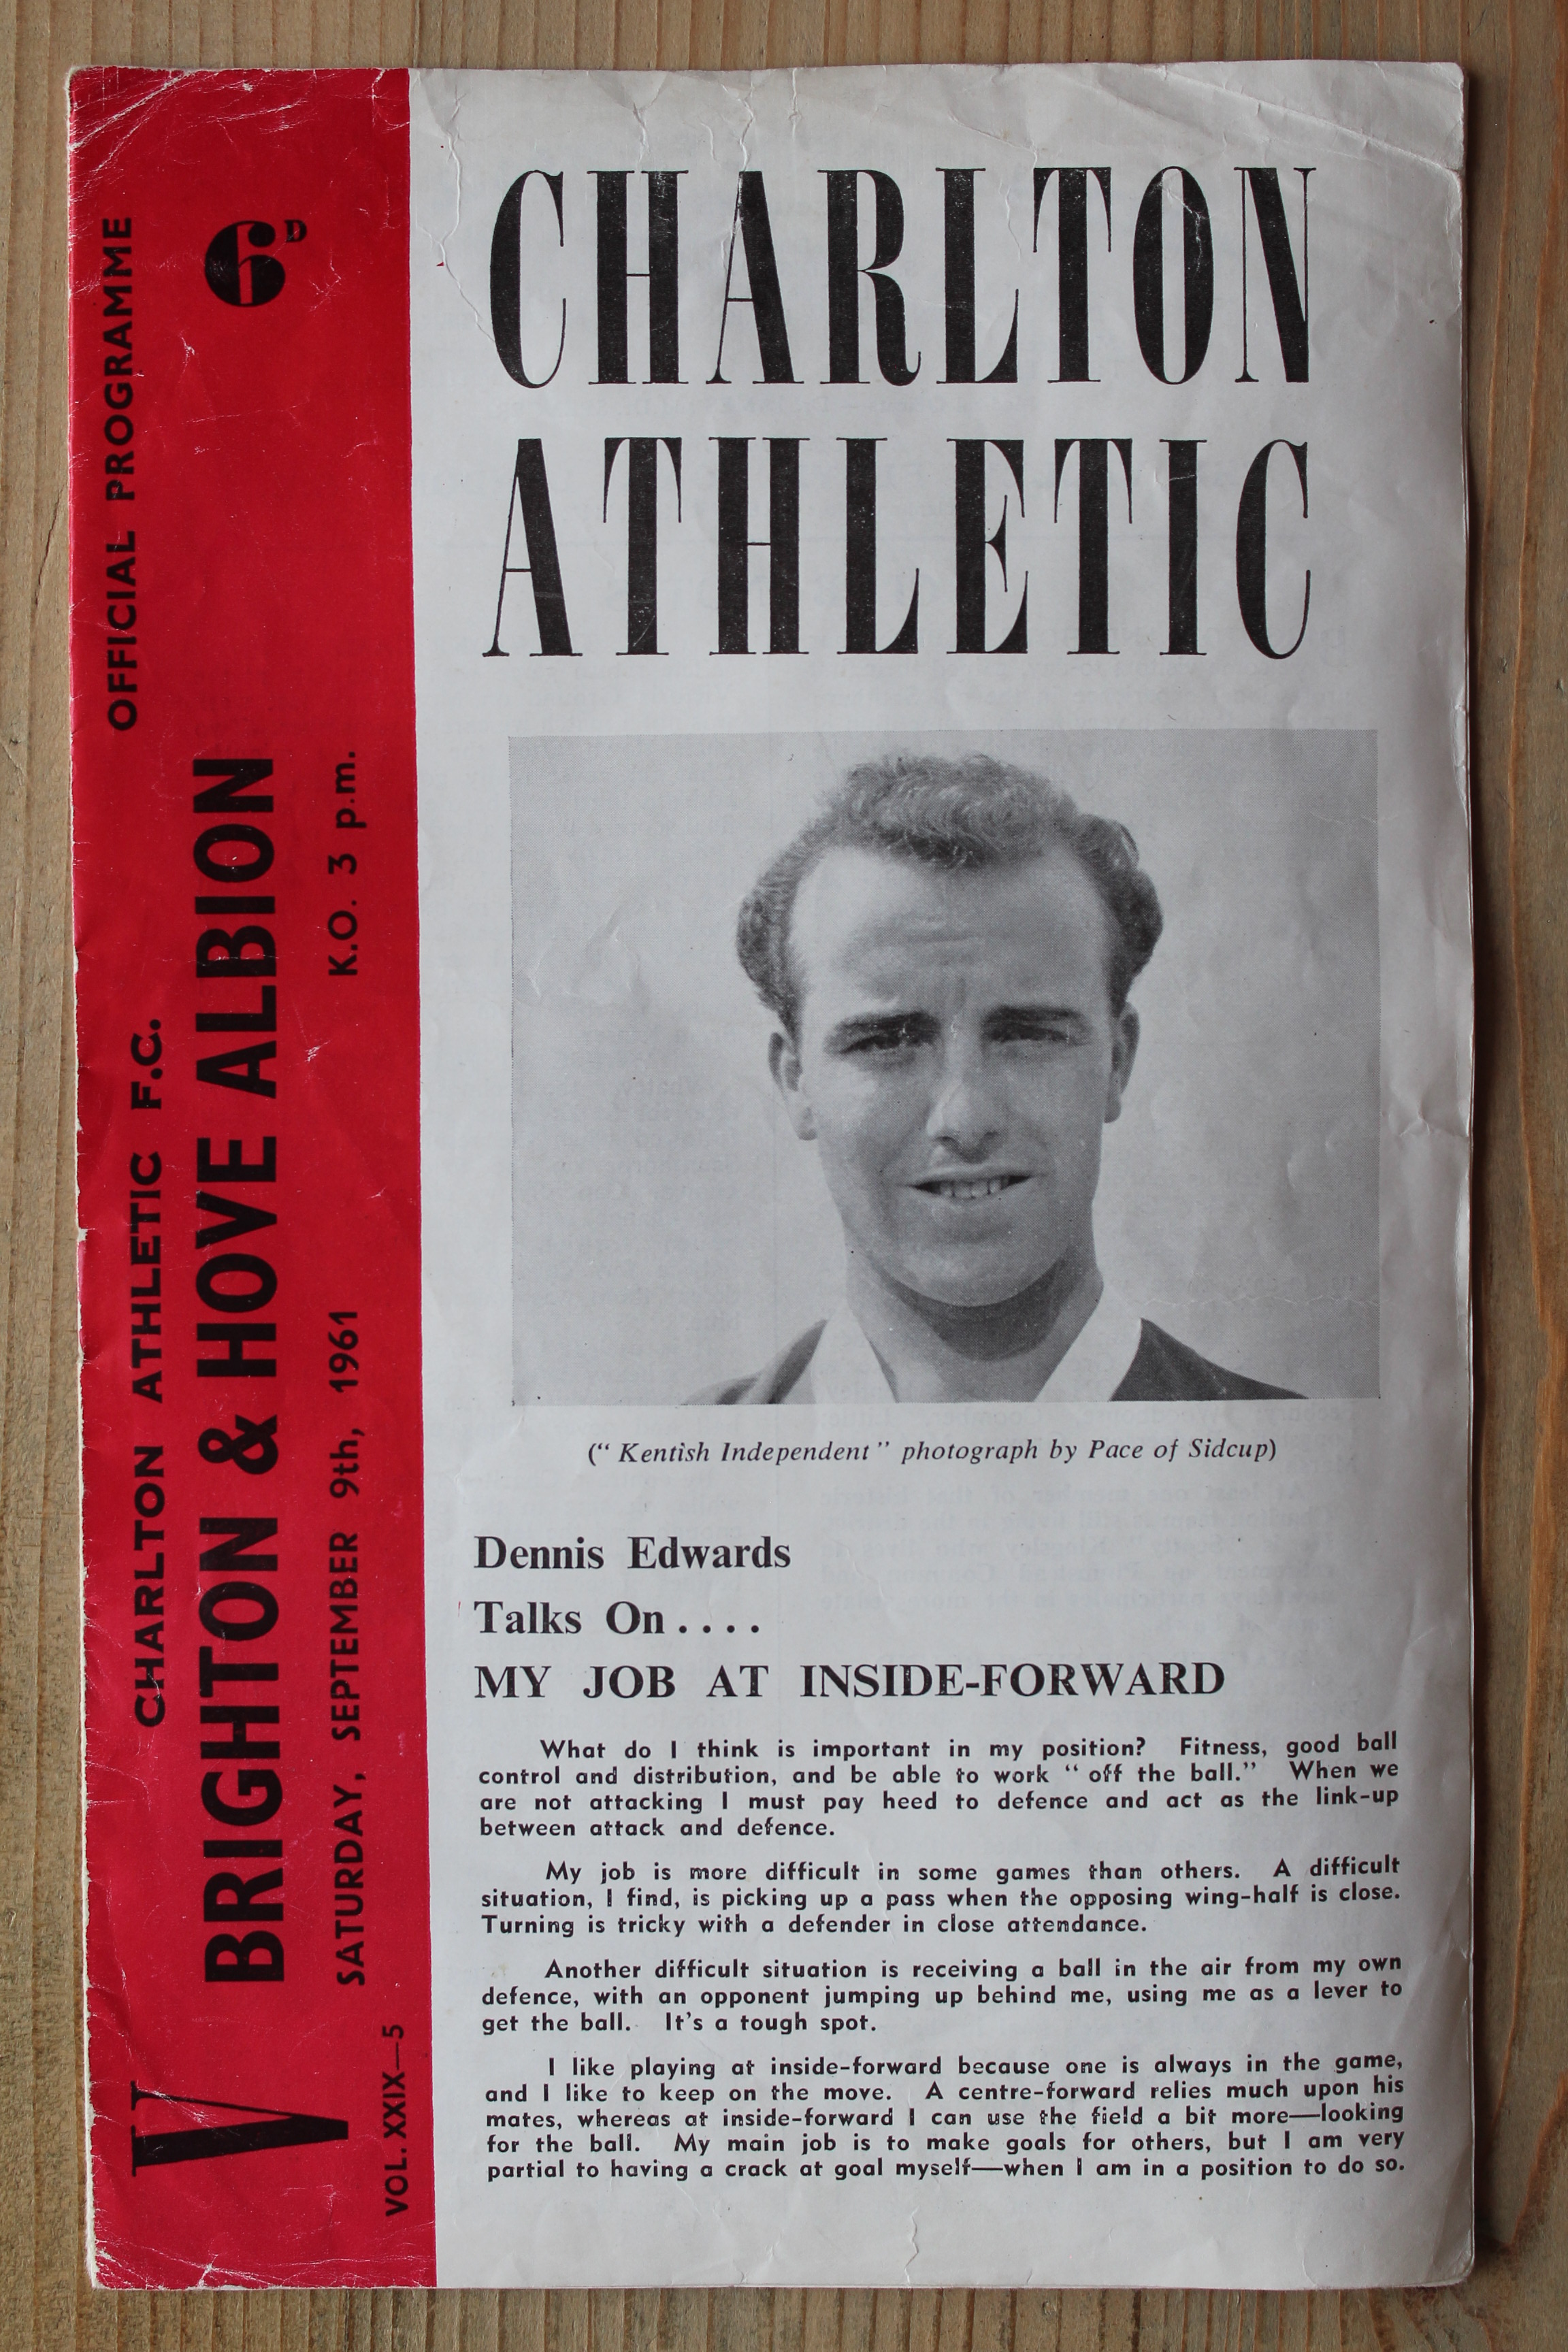 OFFICIAL PROGRAMME
6D
CHARLTON ATHLETIC F.C.
V
BRIGHTON & HOVE ALBION
SATURDAY, SEPTEMBER 9th, 1961
K.O. 3 p.m.
VOL. XXIX—5
CHARLTON
ATHLETIC
(“ Kentish Independent ” photograph by Pace of Sidcup)
Dennis Edwards
Talks On ....
MY JOB AT INSIDE-FORWARD
What do I think is important in my position? Fitness, good ball
control and distribution, and be able to work “ off the ball.” When we
are not attacking I must pay heed to defence and act as the link-up
between attack and defence.
My job is more difficult in some games than others. A difficult
situation, I find, is picking up a pass when the opposing wing-half is close.
Turning is tricky with a defender in close attendance.
Another difficult situation is receiving a ball in the air from my own
defence, with an opponent jumping up behind me, using me as a lever to
get the ball. It's a tough spot.
I like playing at inside-forward because one is always in the game,
and I like to keep on the move. A centre-forward relies much upon his
mates, whereas at inside-forward I can use the field a bit more—looking
for the ball. My main job is to make goals for others, but I am very
partial to having a crack at goal myself—when I am in a position to do so.